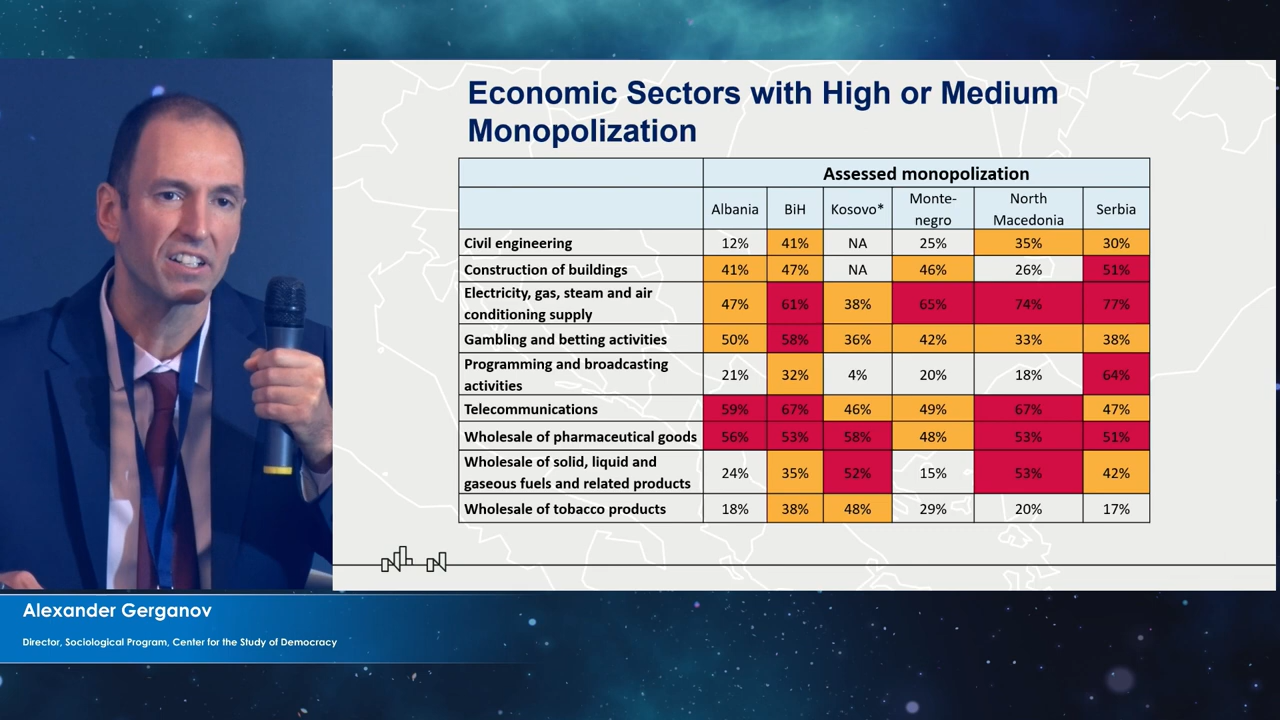 Economic Sectors with High or Medium
Monopolization
Assessed monopolization
Albania BiH Kosovo* Monte-
negro North
Macedonia Serbia
Civil engineering 12% 41% NA 25% 35% 30%
Construction of buildings 41% 47% NA 46% 26% 51%
Electricity, gas, steam and air
conditioning supply 47% 61% 38% 65% 74% 77%
Gambling and betting activities 50% 58% 36% 42% 33% 38%
Programming and broadcasting
activities 21% 32% 4% 20% 18% 64%
Telecommunications 59% 67% 46% 49% 67% 47%
Wholesale of pharmaceutical goods 56% 53% 58% 48% 53% 51%
Wholesale of solid, liquid and
gaseous fuels and related products 24% 35% 52% 15% 53% 42%
Wholesale of tobacco products 18% 38% 48% 29% 20% 17%
Alexander Gerganov
Director, Sociological Program, Center for the Study of Democracy